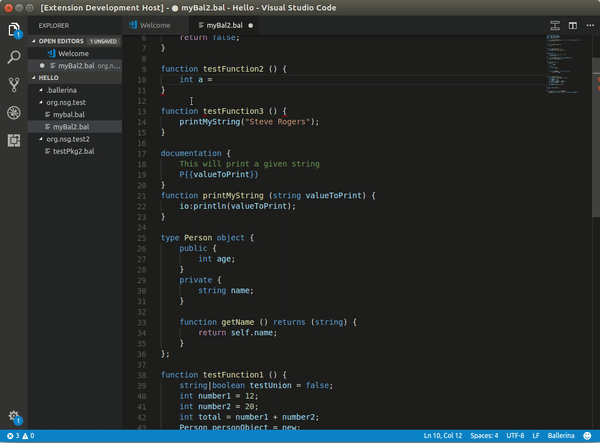 [Extension Development Host] - ● myBal2.bal - Hello - Visual Studio Code
EXPLORER
OPEN EDITORS 1 UNSAVED
Welcome
myBal2.bal org.ns...
HELLO
.ballerina
org.nsg.test
mybal.bal
myBal2.bal
org.nsg.test2
testPkg2.bal
Welcome
myBal2.bal ●
6 return false;
7 }
8
9 function testFunction2 () {
10 int a =
11 }
12
13 function testFunction3 () {
14 printMyString("Steve Rogers");
15 }
16
17 documentation {
18 This will print a given string
19 P{{valueToPrint}}
20 }
21 function printMyString (string valueToPrint) {
22 io:println(valueToPrint);
23 }
24
25 type Person object {
26 public {
27 int age;
28 }
29 private {
30 string name;
31 }
32
33 function getName () returns (string) {
34 return self.name;
35 }
36 };
37
38 function testFunction1 () {
39 string|boolean testUnion = false;
40 int number1 = 12;
41 int number2 = 20;
42 int total = number1 + number2;
43 Person personObject = new;
1
1
3 0
Ln 10, Col 12 Spaces: 4 UTF-8 LF Ballerina